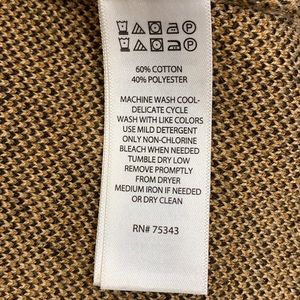 60% COTTON
40% POLYESTER
MACHINE WASH COOL-
DELICATE CYCLE
WASH WITH LIKE COLORS
USE MILD DETERGENT
ONLY NON-CHLORINE
BLEACH WHEN NEEDED
TUMBLE DRY LOW
REMOVE PROMPTLY
FROM DRYER
MEDIUM IRON IF NEEDED
OR DRY CLEAN
RN# 75343